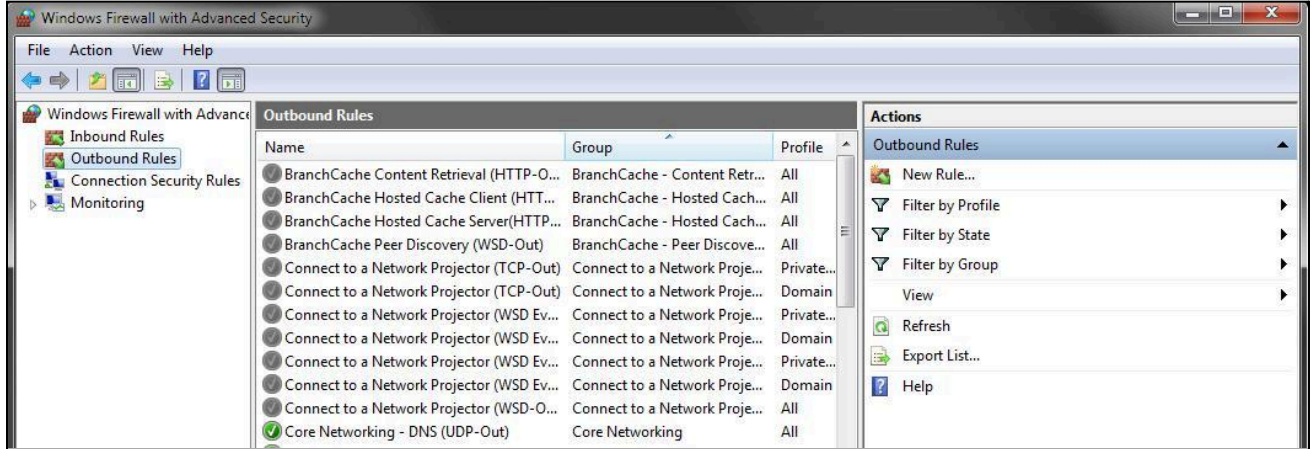 Windows Firewall with Advanced Security
File Action View Help
Windows Firewall with Advance
Inbound Rules
Outbound Rules
Connection Security Rules
Monitoring
Outbound Rules
Name Group Profile
BranchCache Content Retrieval (HTTP-O... BranchCache - Content Retr... All
BranchCache Hosted Cache Client (HTT... BranchCache - Hosted Cach... All
BranchCache Hosted Cache Server(HTTP... BranchCache - Hosted Cach... All
BranchCache Peer Discovery (WSD-Out) BranchCache - Peer Discove... All
Connect to a Network Projector (TCP-Out) Connect to a Network Proje... Private...
Connect to a Network Projector (TCP-Out) Connect to a Network Proje... Domain
Connect to a Network Projector (WSD Ev... Connect to a Network Proje... Private...
Connect to a Network Projector (WSD Ev... Connect to a Network Proje... Domain
Connect to a Network Projector (WSD Ev... Connect to a Network Proje... Private...
Connect to a Network Projector (WSD Ev... Connect to a Network Proje... Domain
Connect to a Network Projector (WSD-O... Connect to a Network Proje... All
Core Networking - DNS (UDP-Out) Core Networking All
Actions
Outbound Rules
New Rule...
Filter by Profile
Filter by State
Filter by Group
View
Refresh
Export List...
Help